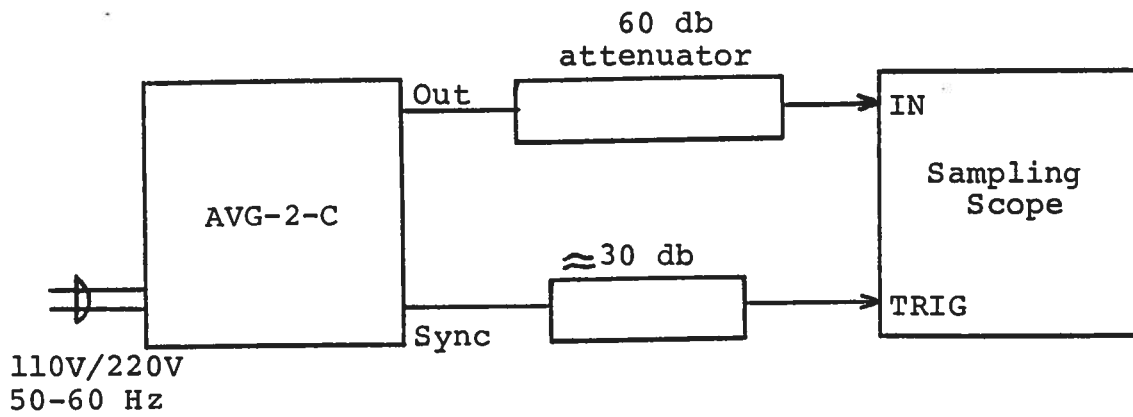 60 db
attenuator
Out
IN
Sampling
Scope
AVG-2-C
≈30 db
TRIG
Sync
110V/220V
50-60 Hz